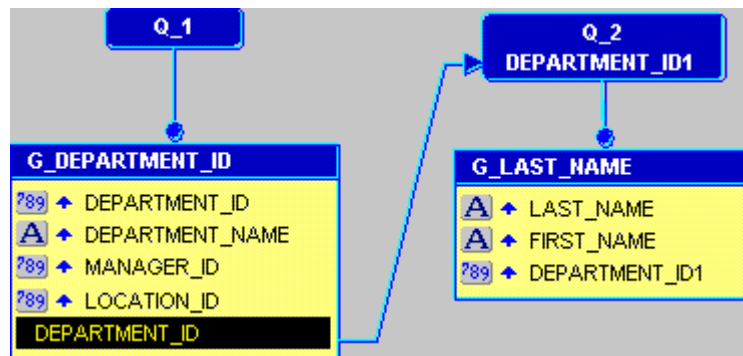 Q_1
G_DEPARTMENT_ID
789 DEPARTMENT_ID
A DEPARTMENT_NAME
789 MANAGER_ID
789 LOCATION_ID
DEPARTMENT_ID
Q_2
DEPARTMENT_ID1
G_LAST_NAME
A LAST_NAME
A FIRST_NAME
789 DEPARTMENT_ID1